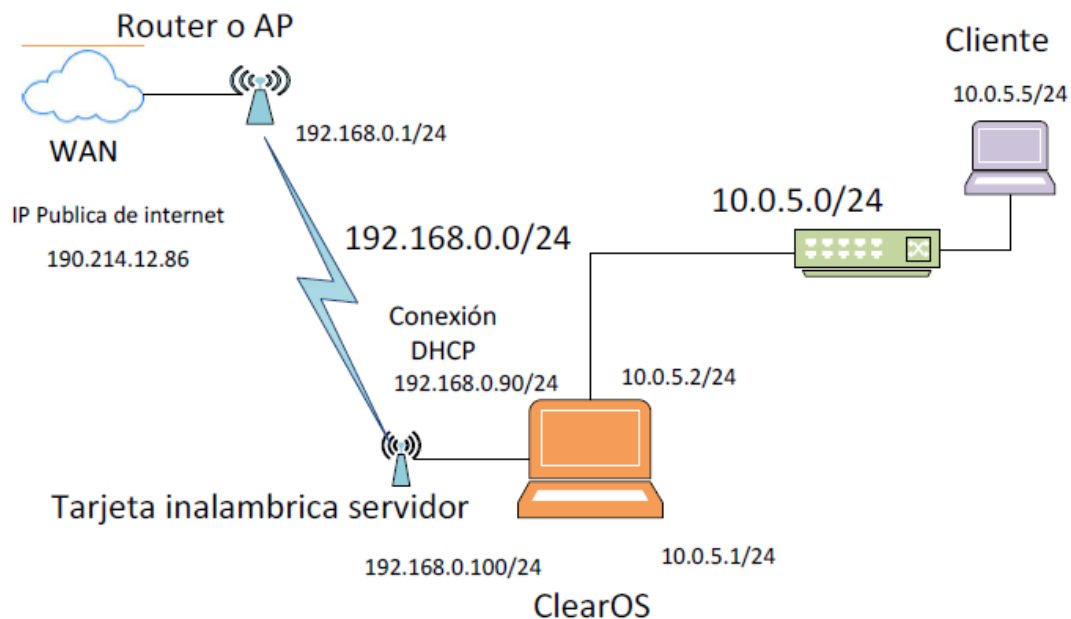 Router o AP
Cliente
10.0.5.5/24
192.168.0.1/24
WAN
IP Publica de internet
190.214.12.86
10.0.5.0/24
192.168.0.0/24
Conexión
DHCP
192.168.0.90/24
10.0.5.2/24
Tarjeta inalambrica servidor
192.168.0.100/24
10.0.5.1/24
ClearOS